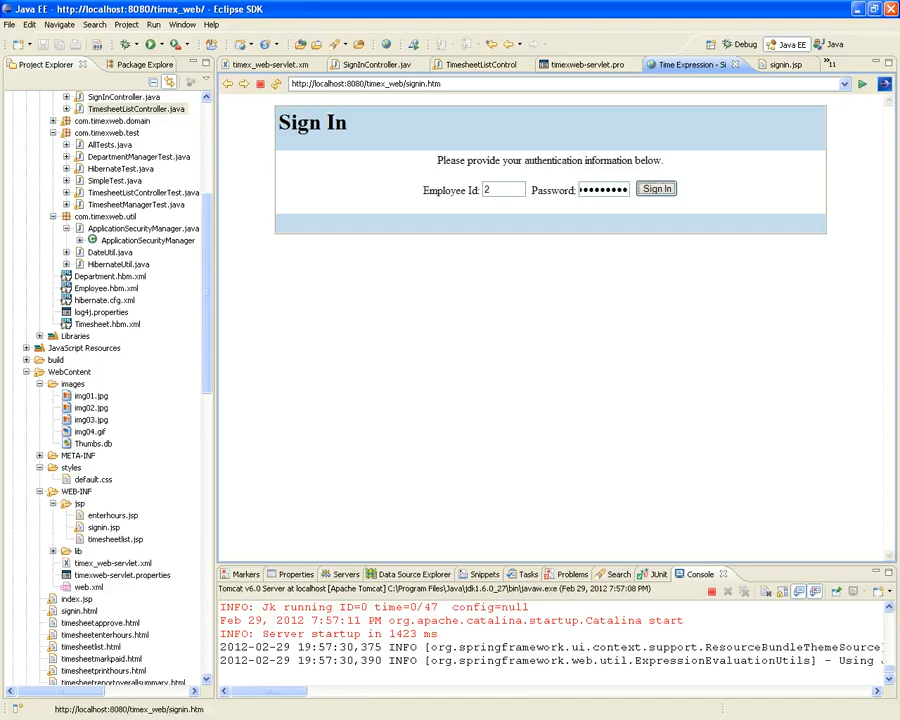 Java EE - http://localhost:8080/timex_web/ - Eclipse SDK
File Edit Navigate Search Project Run Window Help
Debug Java EE Java
Project Explorer Package Explorer
timex_web-servlet.xm SignInController.jav TimesheetListControl timexweb-servlet.pro Time Expression - Si signin.jsp 11
http://localhost:8080/timex_web/signin.htm
SignInController.java
TimesheetListController.java
com.timexweb.domain
com.timexweb.test
AllTests.java
DepartmentManagerTest.java
HibernateTest.java
SimpleTest.java
TimesheetListControllerTest.java
TimesheetManagerTest.java
com.timexweb.util
ApplicationSecurityManager.java
ApplicationSecurityManager
DateUtil.java
HibernateUtil.java
Department.hbm.xml
Employee.hbm.xml
hibernate.cfg.xml
log4j.properties
Timesheet.hbm.xml
Libraries
JavaScript Resources
build
WebContent
images
img01.jpg
img02.jpg
img03.jpg
img04.gif
Thumbs.db
META-INF
styles
default.css
WEB-INF
jsp
enterhours.jsp
signin.jsp
timesheetlist.jsp
lib
timex_web-servlet.xml
timexweb-servlet.properties
web.xml
index.jsp
signin.html
timesheetapprove.html
timesheetenterhours.html
timesheetlist.html
timesheetmarkpaid.html
timesheetprinthours.html
timesheetreportoverallsummary.html
Sign In
Please provide your authentication information below.
Employee Id: 2 Password: ••••••••• Sign In
Markers Properties Servers Data Source Explorer Snippets Tasks Problems Search JUnit Console
Tomcat v6.0 Server at localhost [Apache Tomcat] C:\Program Files\Java\jdk1.6.0_27\bin\javaw.exe (Feb 29, 2012 7:57:08 PM)
INFO: Jk running ID=0 time=0/47 config=null
Feb 29, 2012 7:57:11 PM org.apache.catalina.startup.Catalina start
INFO: Server startup in 1423 ms
2012-02-29 19:57:30,375 INFO [org.springframework.ui.context.support.ResourceBundleThemeSource]
2012-02-29 19:57:30,390 INFO [org.springframework.web.util.ExpressionEvaluationUtils] - Using
http://localhost:8080/timex_web/signin.htm